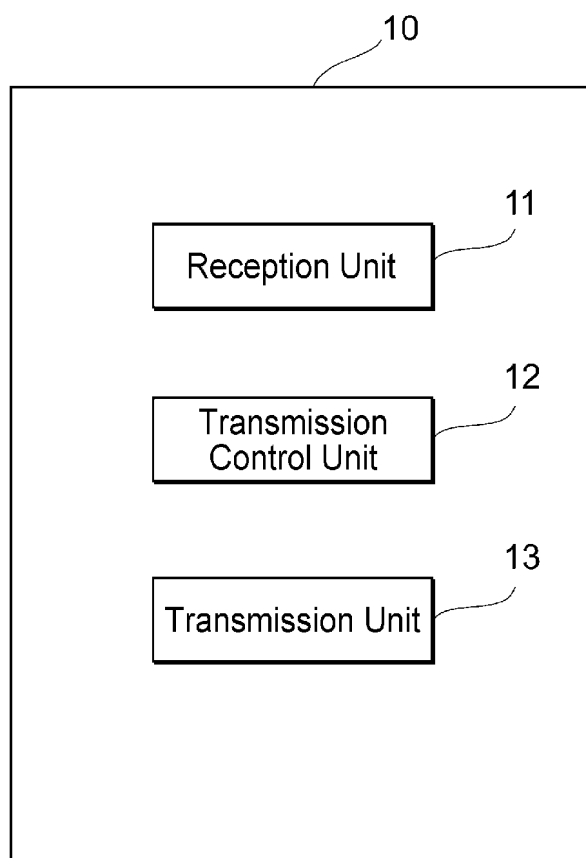 10
11
Reception Unit
12
Transmission
Control Unit
13
Transmission Unit